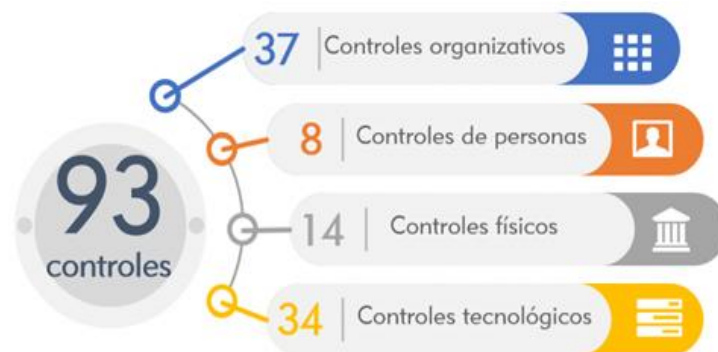 37 Controles organizativos
8 Controles de personas
93
controles
14 Controles físicos
34 Controles tecnológicos